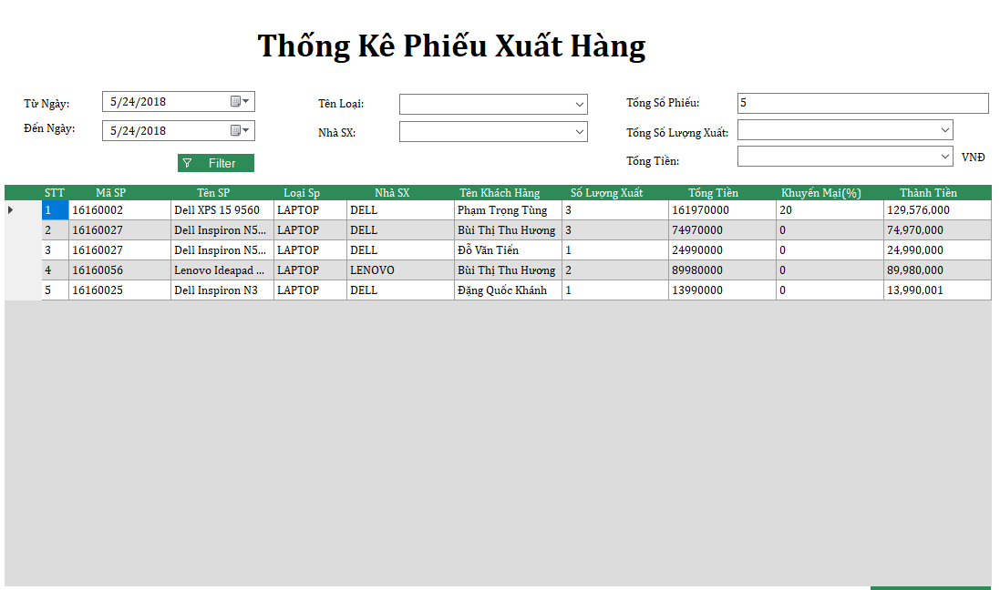 Thống Kê Phiếu Xuất Hàng
Từ Ngày: 5/24/2018 Tên Loại: Tổng Số Phiếu: 5
Đến Ngày: 5/24/2018 Nhà SX: Tổng Số Lượng Xuất:
Tổng Tiền: VNĐ
Filter
STT Mã SP Tên SP Loại Sp Nhà SX Tên Khách Hàng Số Lượng Xuất Tổng Tiền Khuyến Mại(%) Thành Tiền
1 16160002 Dell XPS 15 9560 LAPTOP DELL Phạm Trọng Tùng 3 161970000 20 129,576,000
2 16160027 Dell Inspiron N5... LAPTOP DELL Bùi Thị Thu Hương 3 74970000 0 74,970,000
3 16160027 Dell Inspiron N5... LAPTOP DELL Đỗ Văn Tiến 1 24990000 0 24,990,000
4 16160056 Lenovo Ideapad ... LAPTOP LENOVO Bùi Thị Thu Hương 2 89980000 0 89,980,000
5 16160025 Dell Inspiron N3 LAPTOP DELL Đặng Quốc Khánh 1 13990000 0 13,990,001